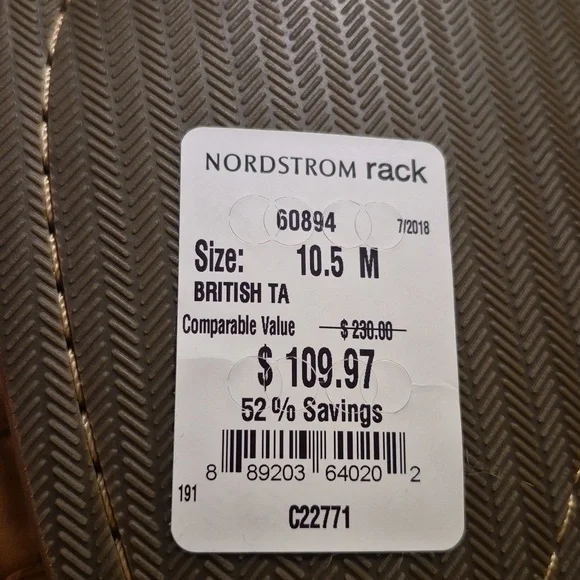 NORDSTROM rack
60894 7/2018
Size: 10.5 M
BRITISH TA
Comparable Value $ 230.00
$ 109.97
52% Savings
8 89203 64020 2
191
C22771